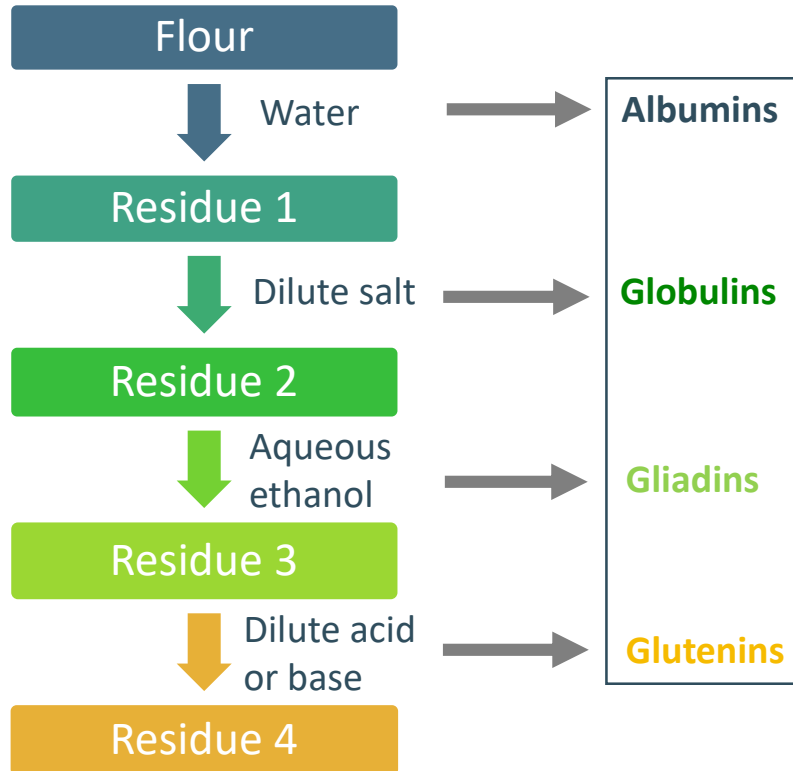 Flour
Water
Albumins
Residue 1
Dilute salt
Globulins
Residue 2
Aqueous
ethanol
Gliadins
Residue 3
Dilute acid
or base
Glutenins
Residue 4